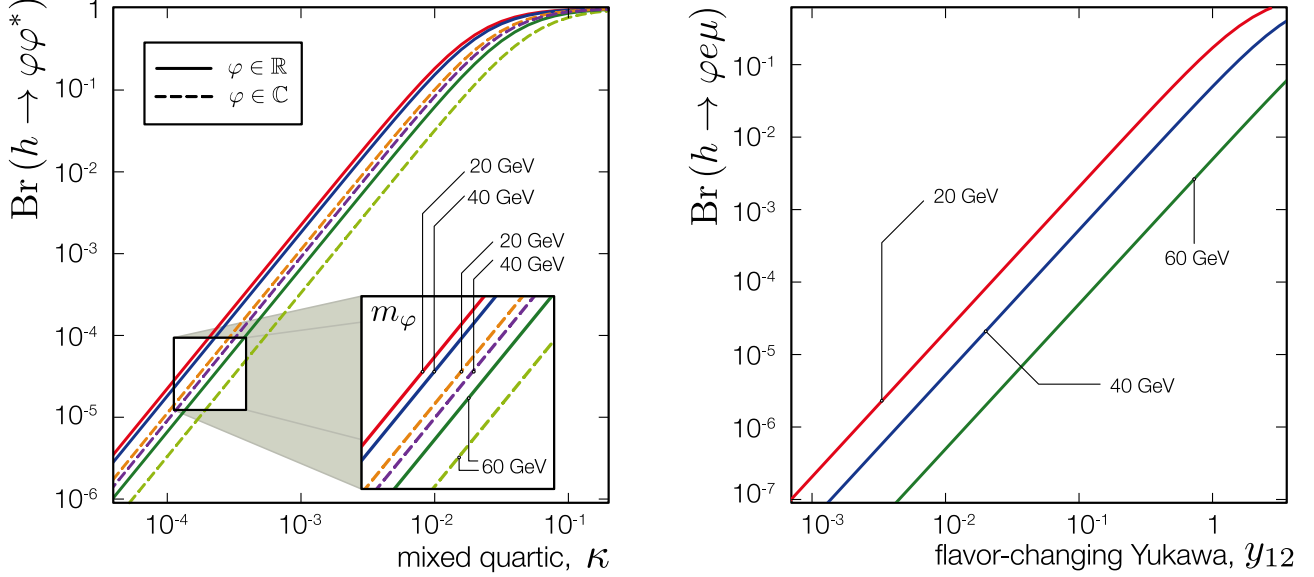 Br (h → φφ*)
1
10⁻¹
10⁻²
10⁻³
10⁻⁴
10⁻⁵
10⁻⁶
φ ∈ ℝ
φ ∈ ℂ
20 GeV
40 GeV
20 GeV
40 GeV
m_φ
60 GeV
10⁻⁴ 10⁻³ 10⁻² 10⁻¹
mixed quartic, κ
Br (h → φeμ)
10⁻¹
10⁻²
10⁻³
10⁻⁴
10⁻⁵
10⁻⁶
10⁻⁷
20 GeV
60 GeV
40 GeV
10⁻³ 10⁻² 10⁻¹ 1
flavor-changing Yukawa, y₁₂